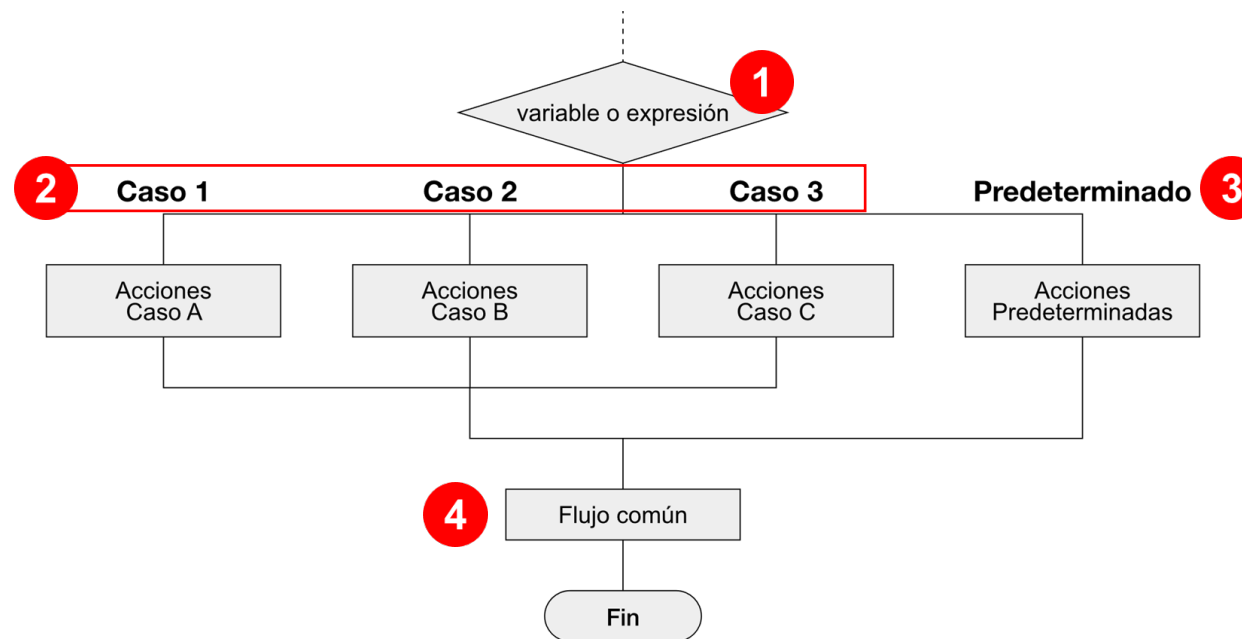 1
variable o expresión
2
Caso 1
Caso 2
Caso 3
Predeterminado
3
Acciones
Caso A
Acciones
Caso B
Acciones
Caso C
Acciones
Predeterminadas
4
Flujo común
Fin